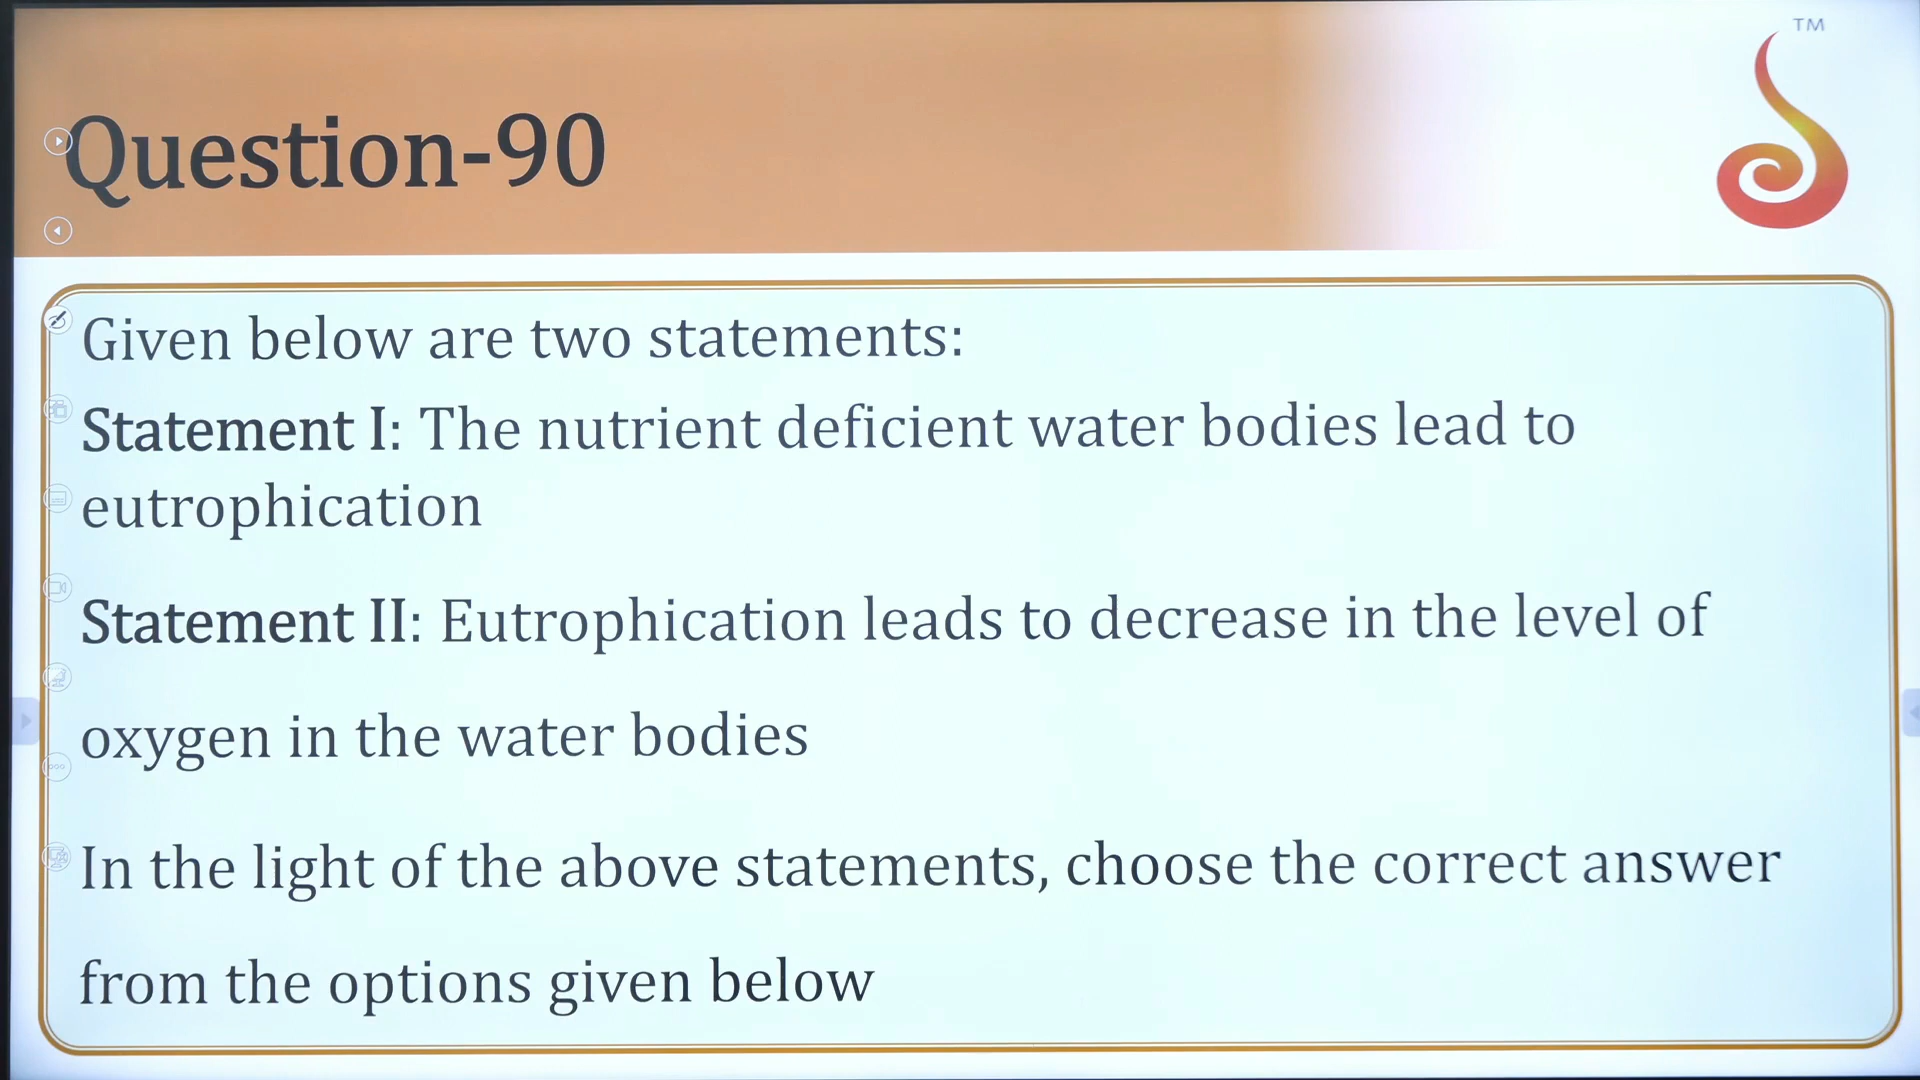 TM
Question-90
Given below are two statements:
Statement I: The nutrient deficient water bodies lead to
eutrophication
Statement II: Eutrophication leads to decrease in the level of
oxygen in the water bodies
In the light of the above statements, choose the correct answer
from the options given below